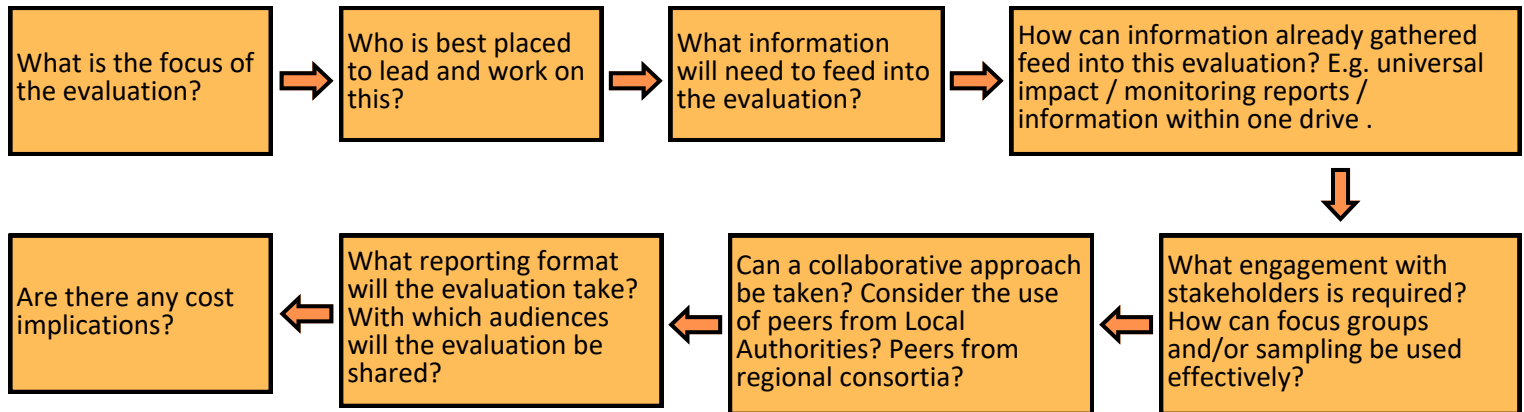 What is the focus of
the evaluation?
Who is best placed
to lead and work on
this?
What information
will need to feed into
the evaluation?
How can information already gathered
feed into this evaluation? E.g. universal
impact / monitoring reports /
information within one drive .
What engagement with
stakeholders is required?
How can focus groups
and/or sampling be used
effectively?
Can a collaborative approach
be taken? Consider the use
of peers from Local
Authorities? Peers from
regional consortia?
What reporting format
will the evaluation take?
With which audiences
will the evaluation be
shared?
Are there any cost
implications?